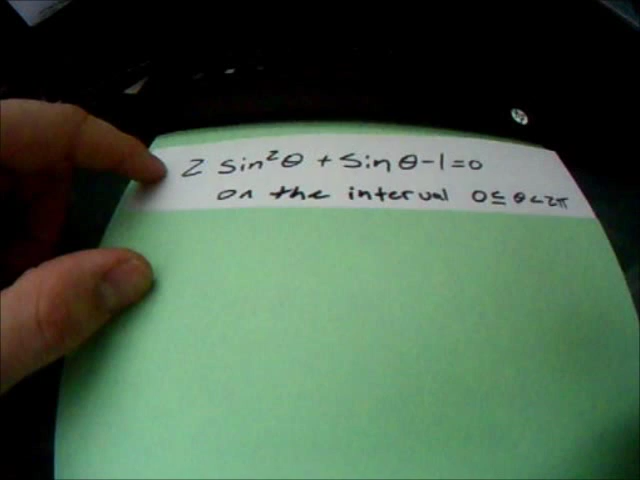 2 sin²θ + sin θ - 1 = 0
on the interval 0 ≤ θ < 2π